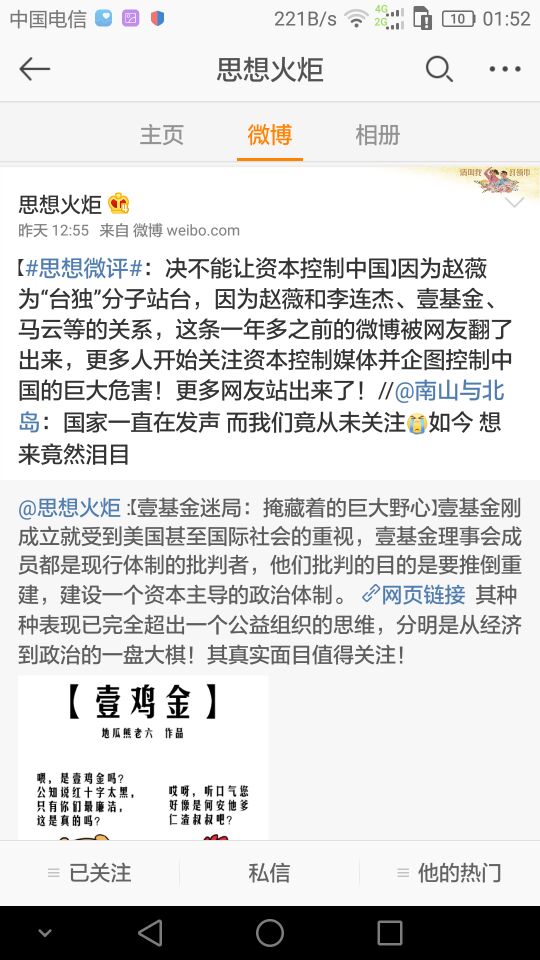 中国电信
221B/s
4G
2G
10
01:52
思想火炬
主页
微博
相册
思想火炬
昨天 12:55 来自 微博 weibo.com
【#思想微评#：决不能让资本控制中国】因为赵薇
为“台独”分子站台，因为赵薇和李连杰、壹基金、
马云等的关系，这条一年多之前的微博被网友翻了
出来，更多人开始关注资本控制媒体并企图控制中
国的巨大危害！更多网友站出来了！//@南山与北
岛：国家一直在发声 而我们竟从未关注😭如今 想
来竟然泪目
@思想火炬 :【壹基金迷局：掩藏着的巨大野心】壹基金刚
成立就受到美国甚至国际社会的重视，壹基金理事会成
员都是现行体制的批判者，他们批判的目的是要推倒重
建，建设一个资本主导的政治体制。 网页链接 其种
种表现已完全超出一个公益组织的思维，分明是从经济
到政治的一盘大棋！其真实面目值得关注！
【壹鸡金】
地瓜熊老六 作品
喂，是壹鸡金吗？
公知说红十字太黑，
只有你们最廉洁，
这是真的吗？
哎呀，听口气您
好像是何安他爹
仁渣叔叔吧？
已关注
私信
他的热门